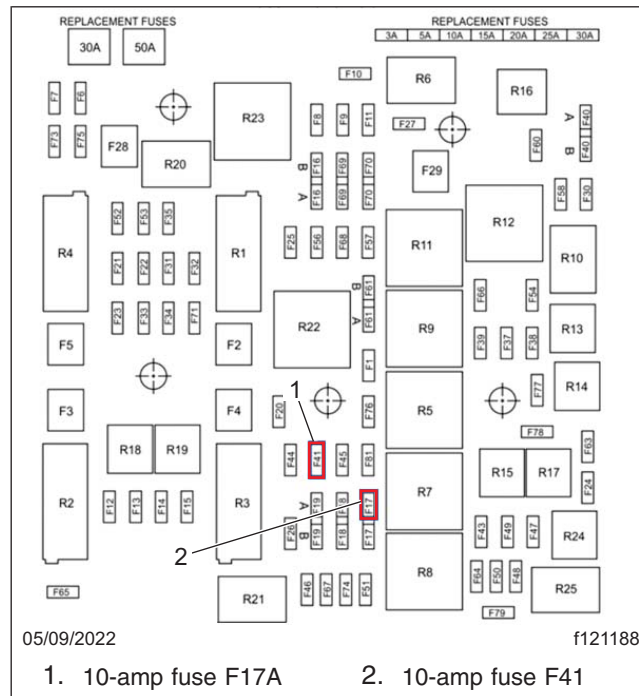 REPLACEMENT FUSES
30A 50A
REPLACEMENT FUSES
3A 5A 10A 15A 20A 25A 30A
F7 F6
F10
R6
R16
R23
F8 F9 F11
F27
A F40
B F40
F73 F75
F28
R20
F60
B F16 F69 F70
A F16 F69 F70
F29
F58 F30
R4
F52 F53 F35
R1
F25 F56 F68 F57
R11
R12
R10
F21 F22 F31 F32
B F61
A F61
F66 F54
F23 F33 F34 F71
R22
R9
R13
F5
F2
F39 F37 F38
F1
F77
R14
F3
F4
1
F20
F76
R5
F78
R18 R19
F44 F41 F45 F81
F63
R15 R17
R2
R3
F24
F12 F13 F14 F15
A F19 F18 F17
R7
F26 B F19 F18 F17
2
F43 F49 F47
R24
F65
R21
F46 F67 F74 F51
R8
F64 F50 F48
R25
F79
05/09/2022
f121188
1. 10-amp fuse F17A
2. 10-amp fuse F41